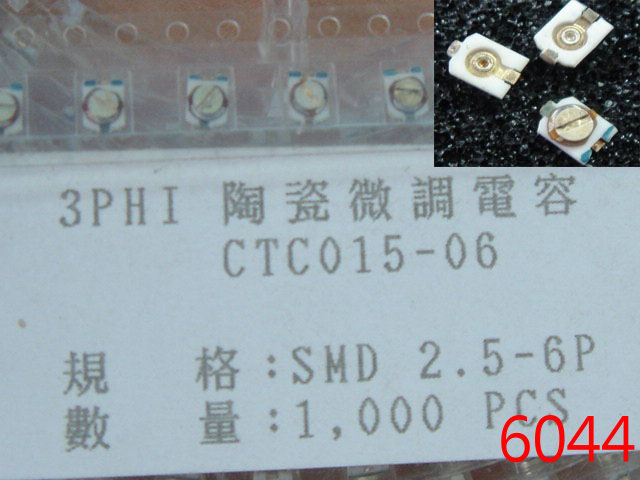 3PHI 陶瓷微調電容
CTC015-06
規 格:SMD 2.5-6P
數 量:1,000 PCS
6044